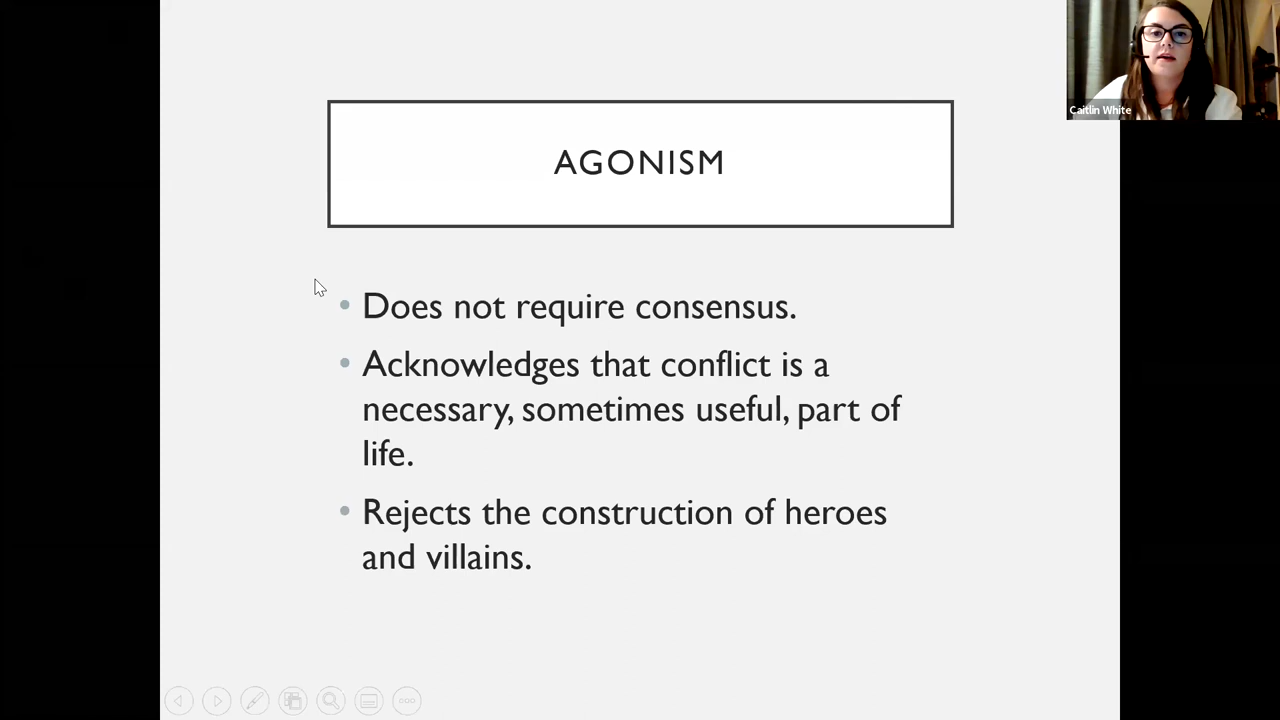 Caitlin White
AGONISM
• Does not require consensus.
• Acknowledges that conflict is a
necessary, sometimes useful, part of
life.
• Rejects the construction of heroes
and villains.